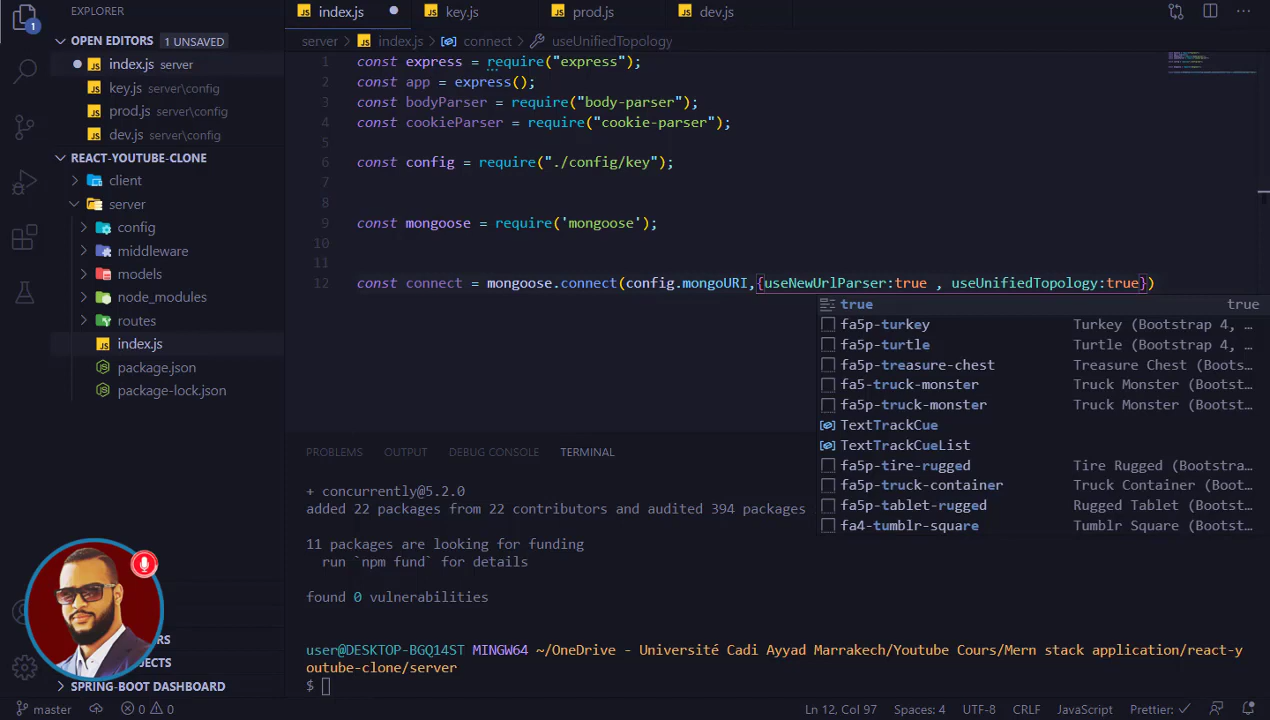 EXPLORER
index.js
key.js
prod.js
dev.js
1
OPEN EDITORS 1 UNSAVED
index.js server
key.js server\config
prod.js server\config
dev.js server\config
REACT-YOUTUBE-CLONE
client
server
config
middleware
models
node_modules
routes
index.js
package.json
package-lock.json
SPRING-BOOT DASHBOARD
server > index.js > connect > useUnifiedTopology
1 const express = require("express");
2 const app = express();
3 const bodyParser = require("body-parser");
4 const cookieParser = require("cookie-parser");
5
6 const config = require("./config/key");
7
8
9 const mongoose = require('mongoose');
10
11
12 const connect = mongoose.connect(config.mongoURI,{useNewUrlParser:true , useUnifiedTopology:true})
true true
fa5p-turkey Turkey (Bootstrap 4, …
fa5p-turtle Turtle (Bootstrap 4, …
fa5p-treasure-chest Treasure Chest (Boots…
fa5-truck-monster Truck Monster (Bootst…
fa5p-truck-monster Truck Monster (Bootst…
TextTrackCue
TextTrackCueList
fa5p-tire-rugged Tire Rugged (Bootstra…
fa5p-truck-container Truck Container (Boot…
fa5p-tablet-rugged Rugged Tablet (Bootst…
fa4-tumblr-square Tumblr Square (Bootst…
PROBLEMS OUTPUT DEBUG CONSOLE TERMINAL
+ concurrently@5.2.0
added 22 packages from 22 contributors and audited 394 packages
11 packages are looking for funding
run `npm fund` for details
found 0 vulnerabilities
user@DESKTOP-BGQ14ST MINGW64 ~/OneDrive - Université Cadi Ayyad Marrakech/Youtube Cours/Mern stack application/react-y
outube-clone/server
$
master 0 0 Ln 12, Col 97 Spaces: 4 UTF-8 CRLF JavaScript Prettier: ✓